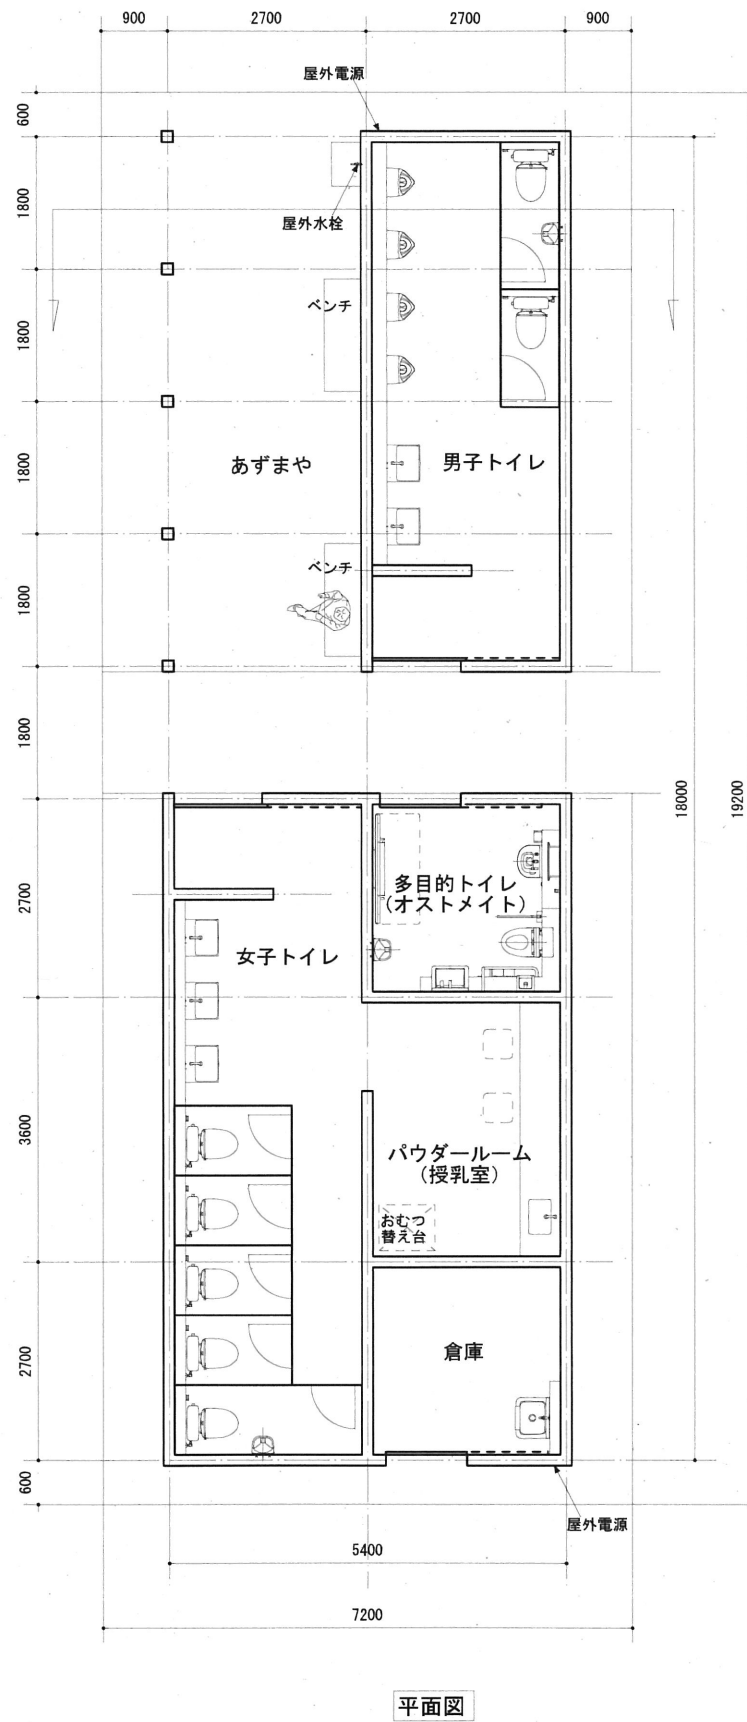 900
2700
2700
900
屋外電源
600
1800
屋外水栓
ベンチ
1800
あずまや
男子トイレ
1800
ベンチ
1800
1800
18000
19200
多目的トイレ
(オストメイト)
2700
女子トイレ
3600
パウダールーム
(授乳室)
おむつ
替え台
倉庫
2700
600
屋外電源
5400
7200
平面図